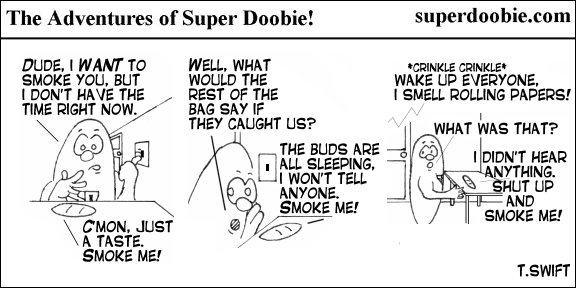 The Adventures of Super Doobie!
superdoobie.com
DUDE, I WANT TO
SMOKE YOU, BUT
I DON'T HAVE THE
TIME RIGHT NOW.
C'MON, JUST
A TASTE.
SMOKE ME!
WELL, WHAT
WOULD THE
REST OF THE
BAG SAY IF
THEY CAUGHT US?
THE BUDS ARE
ALL SLEEPING,
I WON'T TELL
ANYONE.
SMOKE ME!
*CRINKLE CRINKLE*
WAKE UP EVERYONE,
I SMELL ROLLING PAPERS!
WHAT WAS THAT?
I DIDN'T HEAR
ANYTHING.
SHUT UP
AND
SMOKE ME!
T.SWIFT